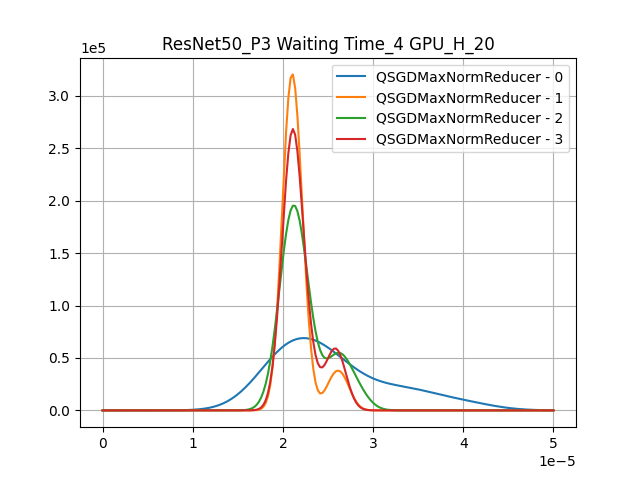 ResNet50_P3 Waiting Time_4 GPU_H_20
1e5
QSGDMaxNormReducer - 0
QSGDMaxNormReducer - 1
QSGDMaxNormReducer - 2
QSGDMaxNormReducer - 3
3.0
2.5
2.0
1.5
1.0
0.5
0.0
0 1 2 3 4 5
1e−5